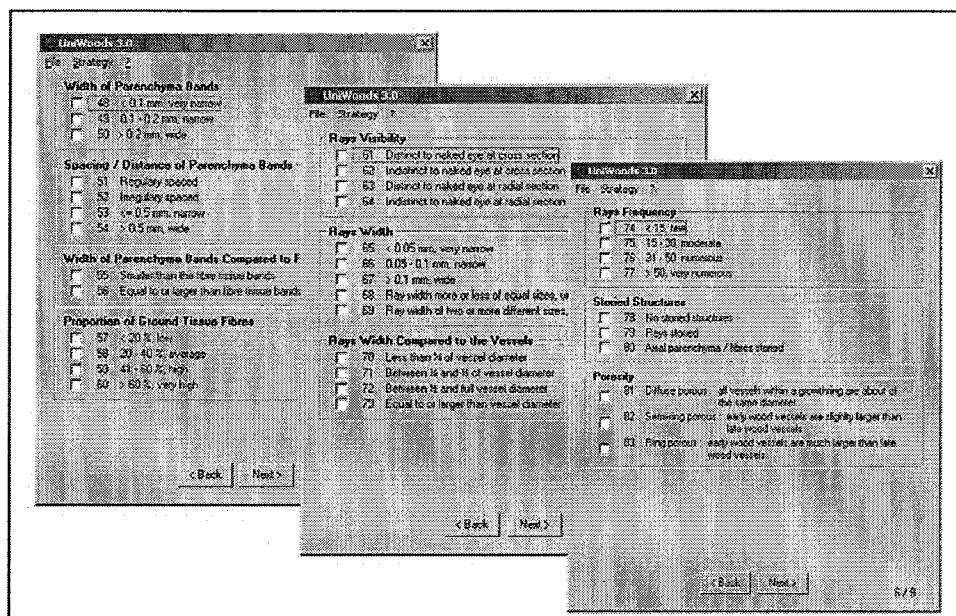 UniWoods 3.0
File Strategy ?
Width of Parenchyma Bands
48 < 0.1 mm, very narrow
49 0.1 - 0.2 mm, narrow
50 > 0.2 mm, wide
Spacing / Distance of Parenchyma Bands
51 Regulary spaced
52 Irregulary spaced
53 <= 0.5 mm, narrow
54 > 0.5 mm, wide
Width of Parenchyma Bands Compared to F
55 Smaller than the fibre tissue bands
56 Equal to or larger than fibre tissue bands
Proportion of Ground Tissue Fibres
57 < 20 %, low
58 20 - 40 %, average
59 41 - 60 %, high
60 > 60 %, very high
< Back Next >
UniWoods 3.0
File Strategy ?
Rays Visibility
61 Distinct to naked eye at cross section
62 Indistinct to naked eye at cross section
63 Distinct to naked eye at radial section
64 Indistinct to naked eye at radial section
Rays Width
65 < 0.05 mm, very narrow
66 0.05 - 0.1 mm, narrow
67 > 0.1 mm, wide
68 Ray width more or less of equal sizes,
69 Ray width of two or more different sizes,
Rays Width Compared to the Vessels
70 Less than ¼ of vessel diameter
71 Between ¼ and ½ of vessel diameter
72 Between ½ and full vessel diameter
73 Equal to or larger than vessel diameter
< Back Next >
UniWoods 3.0
File Strategy ?
Rays Frequency
74 < 15, few
75 15 - 30, moderate
76 31 - 50, numerous
77 > 50, very numerous
Storied Structures
78 No storied structures
79 Rays storied
80 Axial parenchyma / fibres storied
Porosity
81 Diffuse porous - all vessels within a growthring are about of
the same diameter
82 Semi-ring porous - early wood vessels are slighly larger than
late wood vessels
83 Ring porous - early wood vessels are much larger than late
wood vessels
< Back Next >
6 / 9